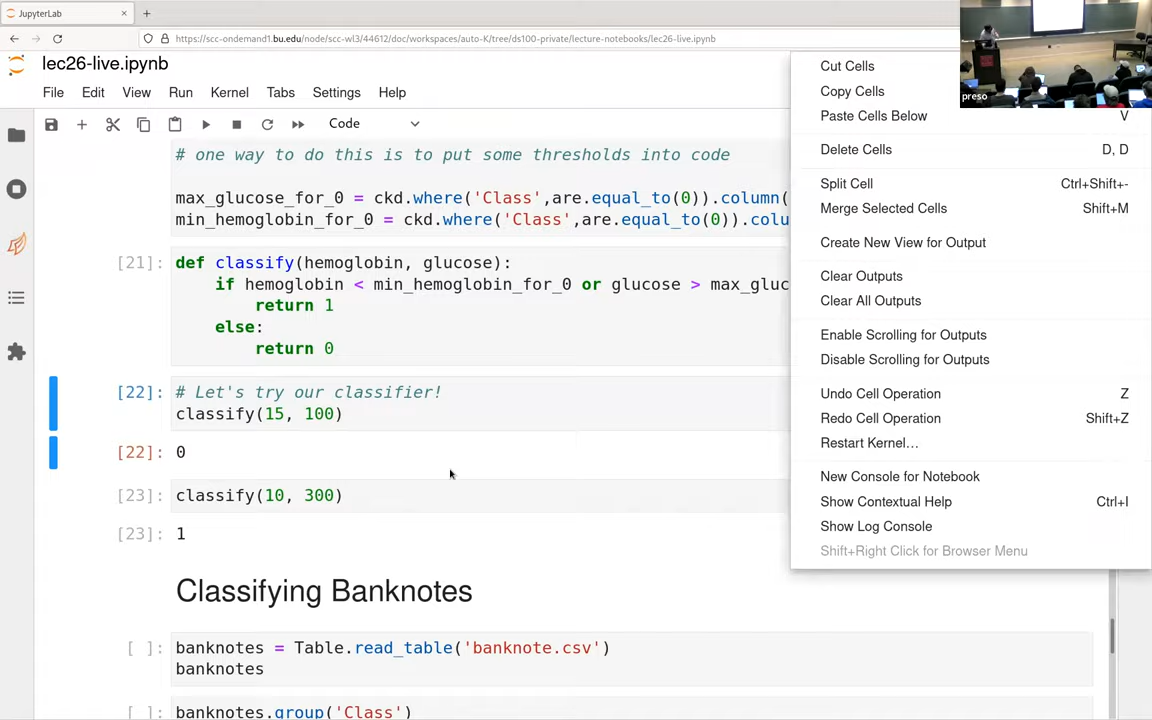 JupyterLab
https://scc-ondemand1.bu.edu/node/scc-wl3/44612/doc/workspaces/auto-K/tree/ds100-private/lecture-notebooks/lec26-live.ipynb
preso
lec26-live.ipynb
File Edit View Run Kernel Tabs Settings Help
Code
# one way to do this is to put some thresholds into code
max_glucose_for_0 = ckd.where('Class',are.equal_to(0)).column(
min_hemoglobin_for_0 = ckd.where('Class',are.equal_to(0)).colu
[21]: def classify(hemoglobin, glucose):
if hemoglobin < min_hemoglobin_for_0 or glucose > max_gluc
return 1
else:
return 0
[22]: # Let's try our classifier!
classify(15, 100)
[22]: 0
[23]: classify(10, 300)
[23]: 1
Classifying Banknotes
[ ]: banknotes = Table.read_table('banknote.csv')
banknotes
[ ]: banknotes.group('Class')
Cut Cells
Copy Cells
Paste Cells Below V
Delete Cells D, D
Split Cell Ctrl+Shift+-
Merge Selected Cells Shift+M
Create New View for Output
Clear Outputs
Clear All Outputs
Enable Scrolling for Outputs
Disable Scrolling for Outputs
Undo Cell Operation Z
Redo Cell Operation Shift+Z
Restart Kernel…
New Console for Notebook
Show Contextual Help Ctrl+I
Show Log Console
Shift+Right Click for Browser Menu